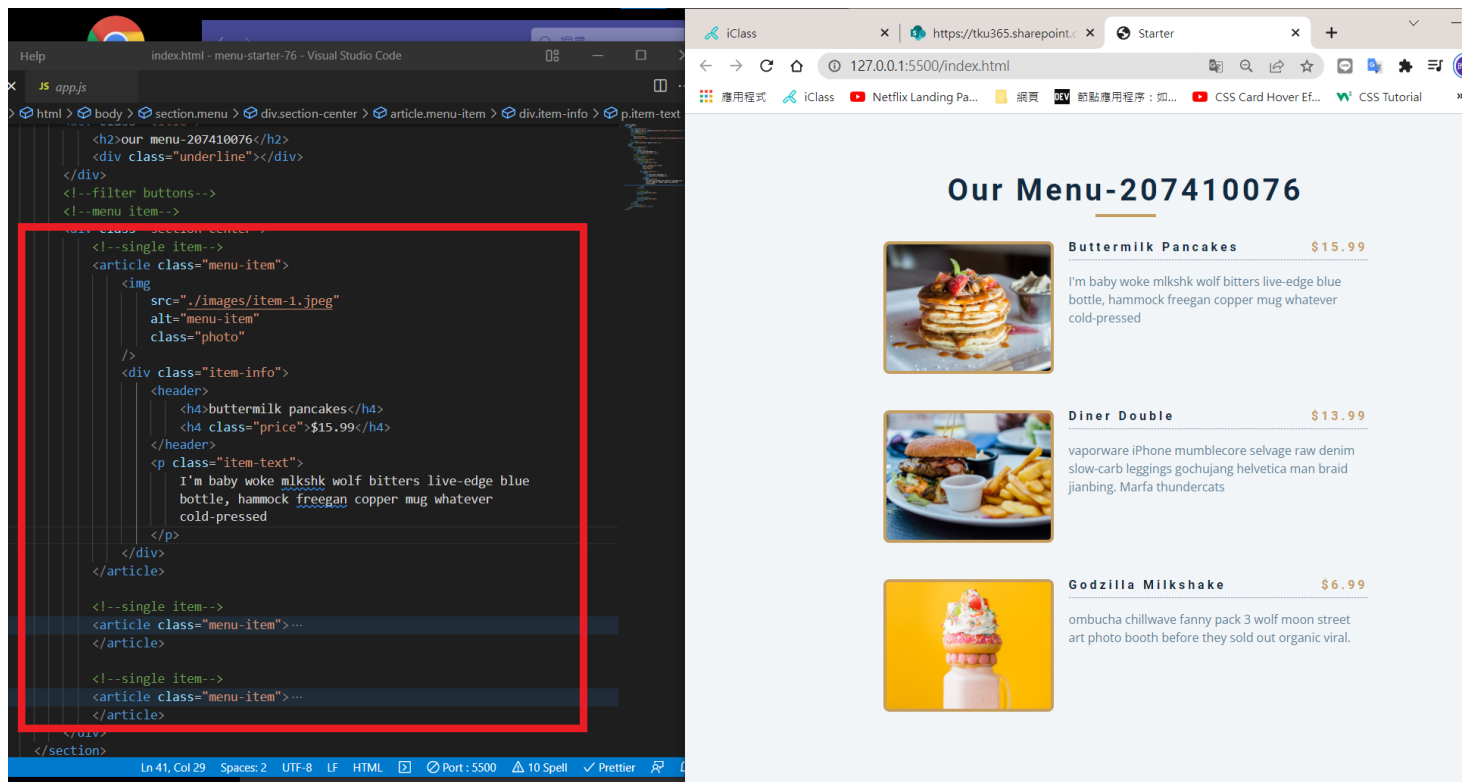 Help
index.html - menu-starter-76 - Visual Studio Code
JS app.js
html > body > section.menu > div.section-center > article.menu-item > div.item-info > p.item-text
<h2>our menu-207410076</h2>
<div class="underline"></div>
</div>
<!--filter buttons-->
<!--menu item-->
<div class="section-center">
<!--single item-->
<article class="menu-item">
<img
src="./images/item-1.jpeg"
alt="menu-item"
class="photo"
/>
<div class="item-info">
<header>
<h4>buttermilk pancakes</h4>
<h4 class="price">$15.99</h4>
</header>
<p class="item-text">
I'm baby woke mlkshk wolf bitters live-edge blue
bottle, hammock freegan copper mug whatever
cold-pressed
</p>
</div>
</article>
<!--single item-->
<article class="menu-item">…
</article>
<!--single item-->
<article class="menu-item">…
</article>
</div>
</section>
Ln 41, Col 29 Spaces: 2 UTF-8 LF HTML Port : 5500 10 Spell Prettier
iClass
https://tku365.sharepoint.c
Starter
127.0.0.1:5500/index.html
應用程式 iClass Netflix Landing Pa... 網頁 DEV 節點應用程序：如... CSS Card Hover Ef... CSS Tutorial »
Our Menu-207410076
Buttermilk Pancakes $15.99
I'm baby woke mlkshk wolf bitters live-edge blue
bottle, hammock freegan copper mug whatever
cold-pressed
Diner Double $13.99
vaporware iPhone mumblecore selvage raw denim
slow-carb leggings gochujang helvetica man braid
jianbing. Marfa thundercats
Godzilla Milkshake $6.99
ombucha chillwave fanny pack 3 wolf moon street
art photo booth before they sold out organic viral.